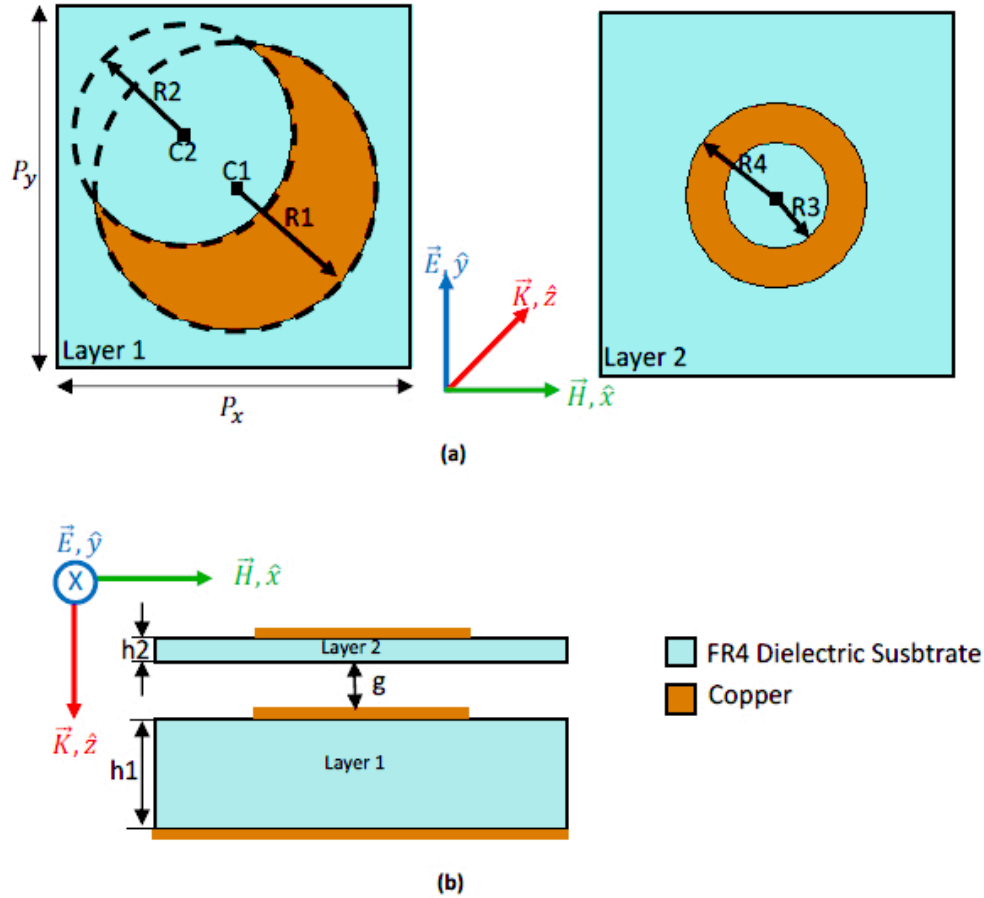 R2
C2
C1
R1
P_y
Layer 1
P_x
E⃗, ŷ
K⃗, ẑ
H⃗, x̂
R4
R3
Layer 2
(a)
E⃗, ŷ
X
H⃗, x̂
K⃗, ẑ
h2
Layer 2
g
h1
Layer 1
FR4 Dielectric Susbtrate
Copper
(b)